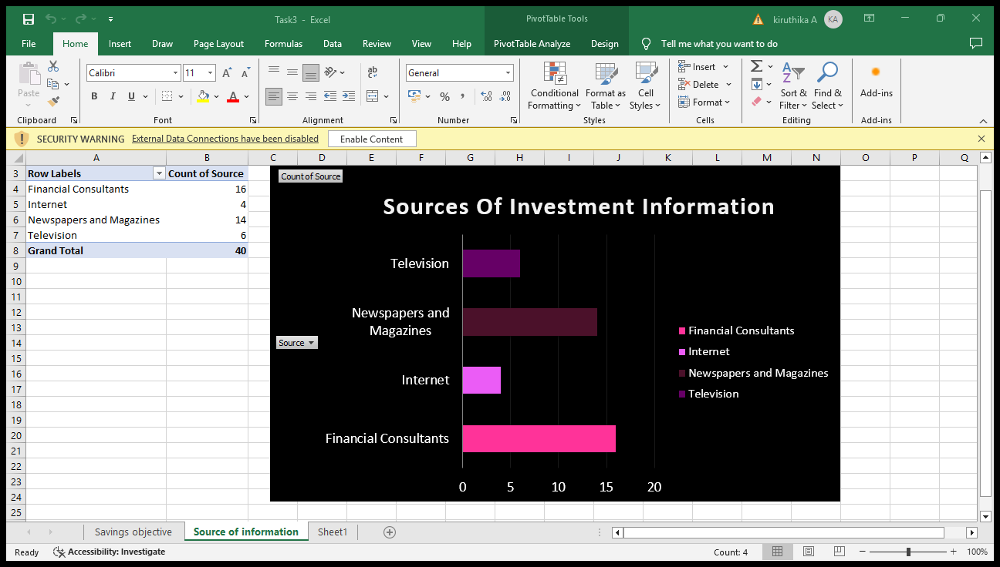 Task3 - Excel
PivotTable Tools
kiruthika A
KA
File Home Insert Draw Page Layout Formulas Data Review View Help PivotTable Analyze Design Tell me what you want to do
Paste
Calibri 11
B I U
ab
General
% ,
Conditional Formatting
Format as Table
Cell Styles
Insert
Delete
Format
Sort & Filter
Find & Select
Add-ins
Clipboard Font Alignment Number Styles Cells Editing Add-ins
SECURITY WARNING External Data Connections have been disabled Enable Content
A B C D E F G H I J K L M N O P Q
3 Row Labels Count of Source
4 Financial Consultants 16
5 Internet 4
6 Newspapers and Magazines 14
7 Television 6
8 Grand Total 40
9
10
11
12
13
14
15
16
17
18
19
20
21
22
23
24
25
Count of Source
Sources Of Investment Information
Television
Newspapers and
Magazines
Source
Internet
Financial Consultants
0 5 10 15 20
Financial Consultants
Internet
Newspapers and Magazines
Television
Savings objective Source of information Sheet1
Ready Accessibility: Investigate Count: 4 100%